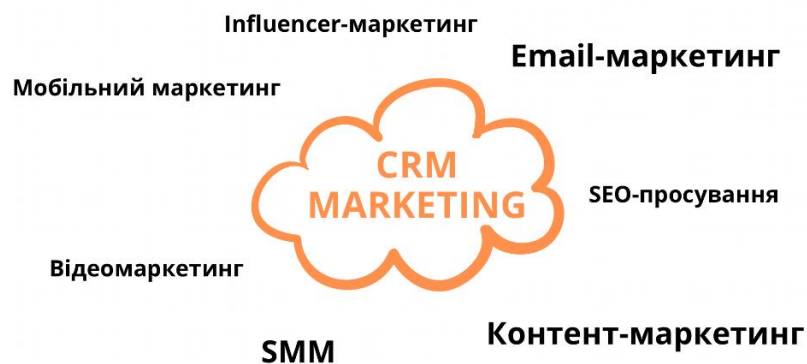 Influencer-маркетинг
Email-маркетинг
Мобільний маркетинг
CRM
MARKETING
SEO-просування
Відеомаркетинг
Контент-маркетинг
SMM